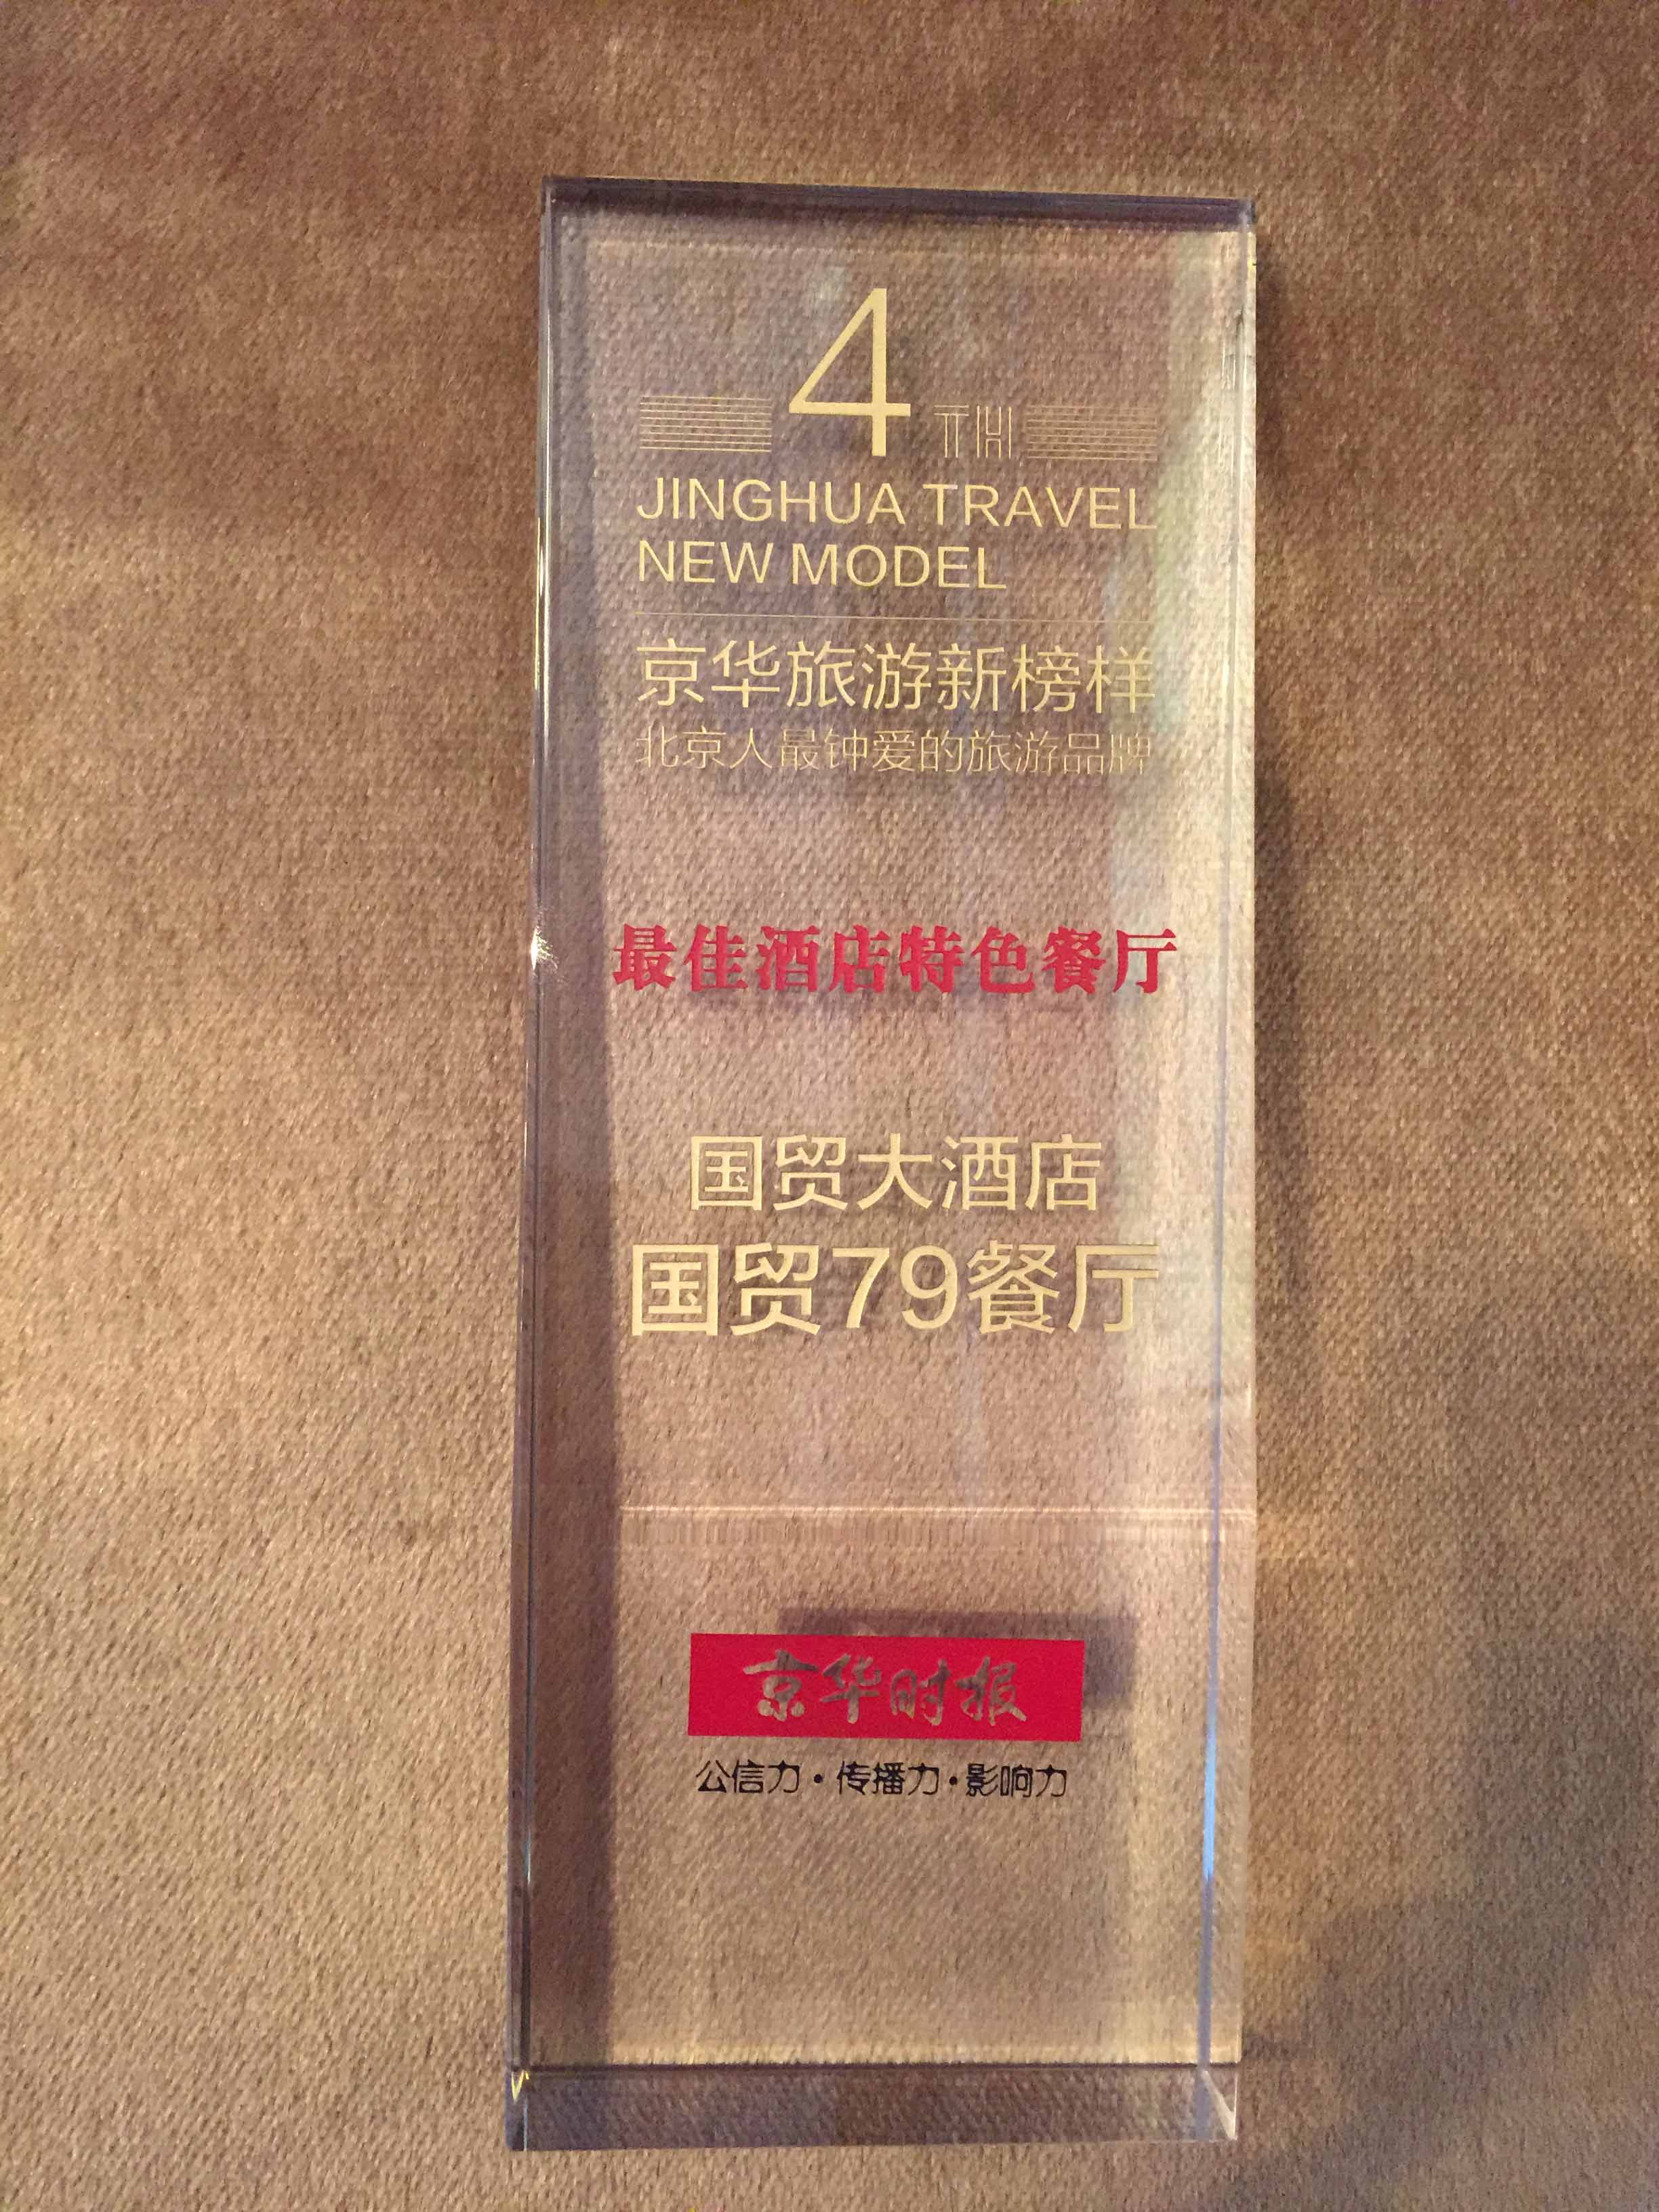 4TH
JINGHUA TRAVEL
NEW MODEL
京华旅游新榜样
北京人最钟爱的旅游品牌
最佳酒店特色餐厅
国贸大酒店
国贸79餐厅
京华时报
公信力·传播力·影响力